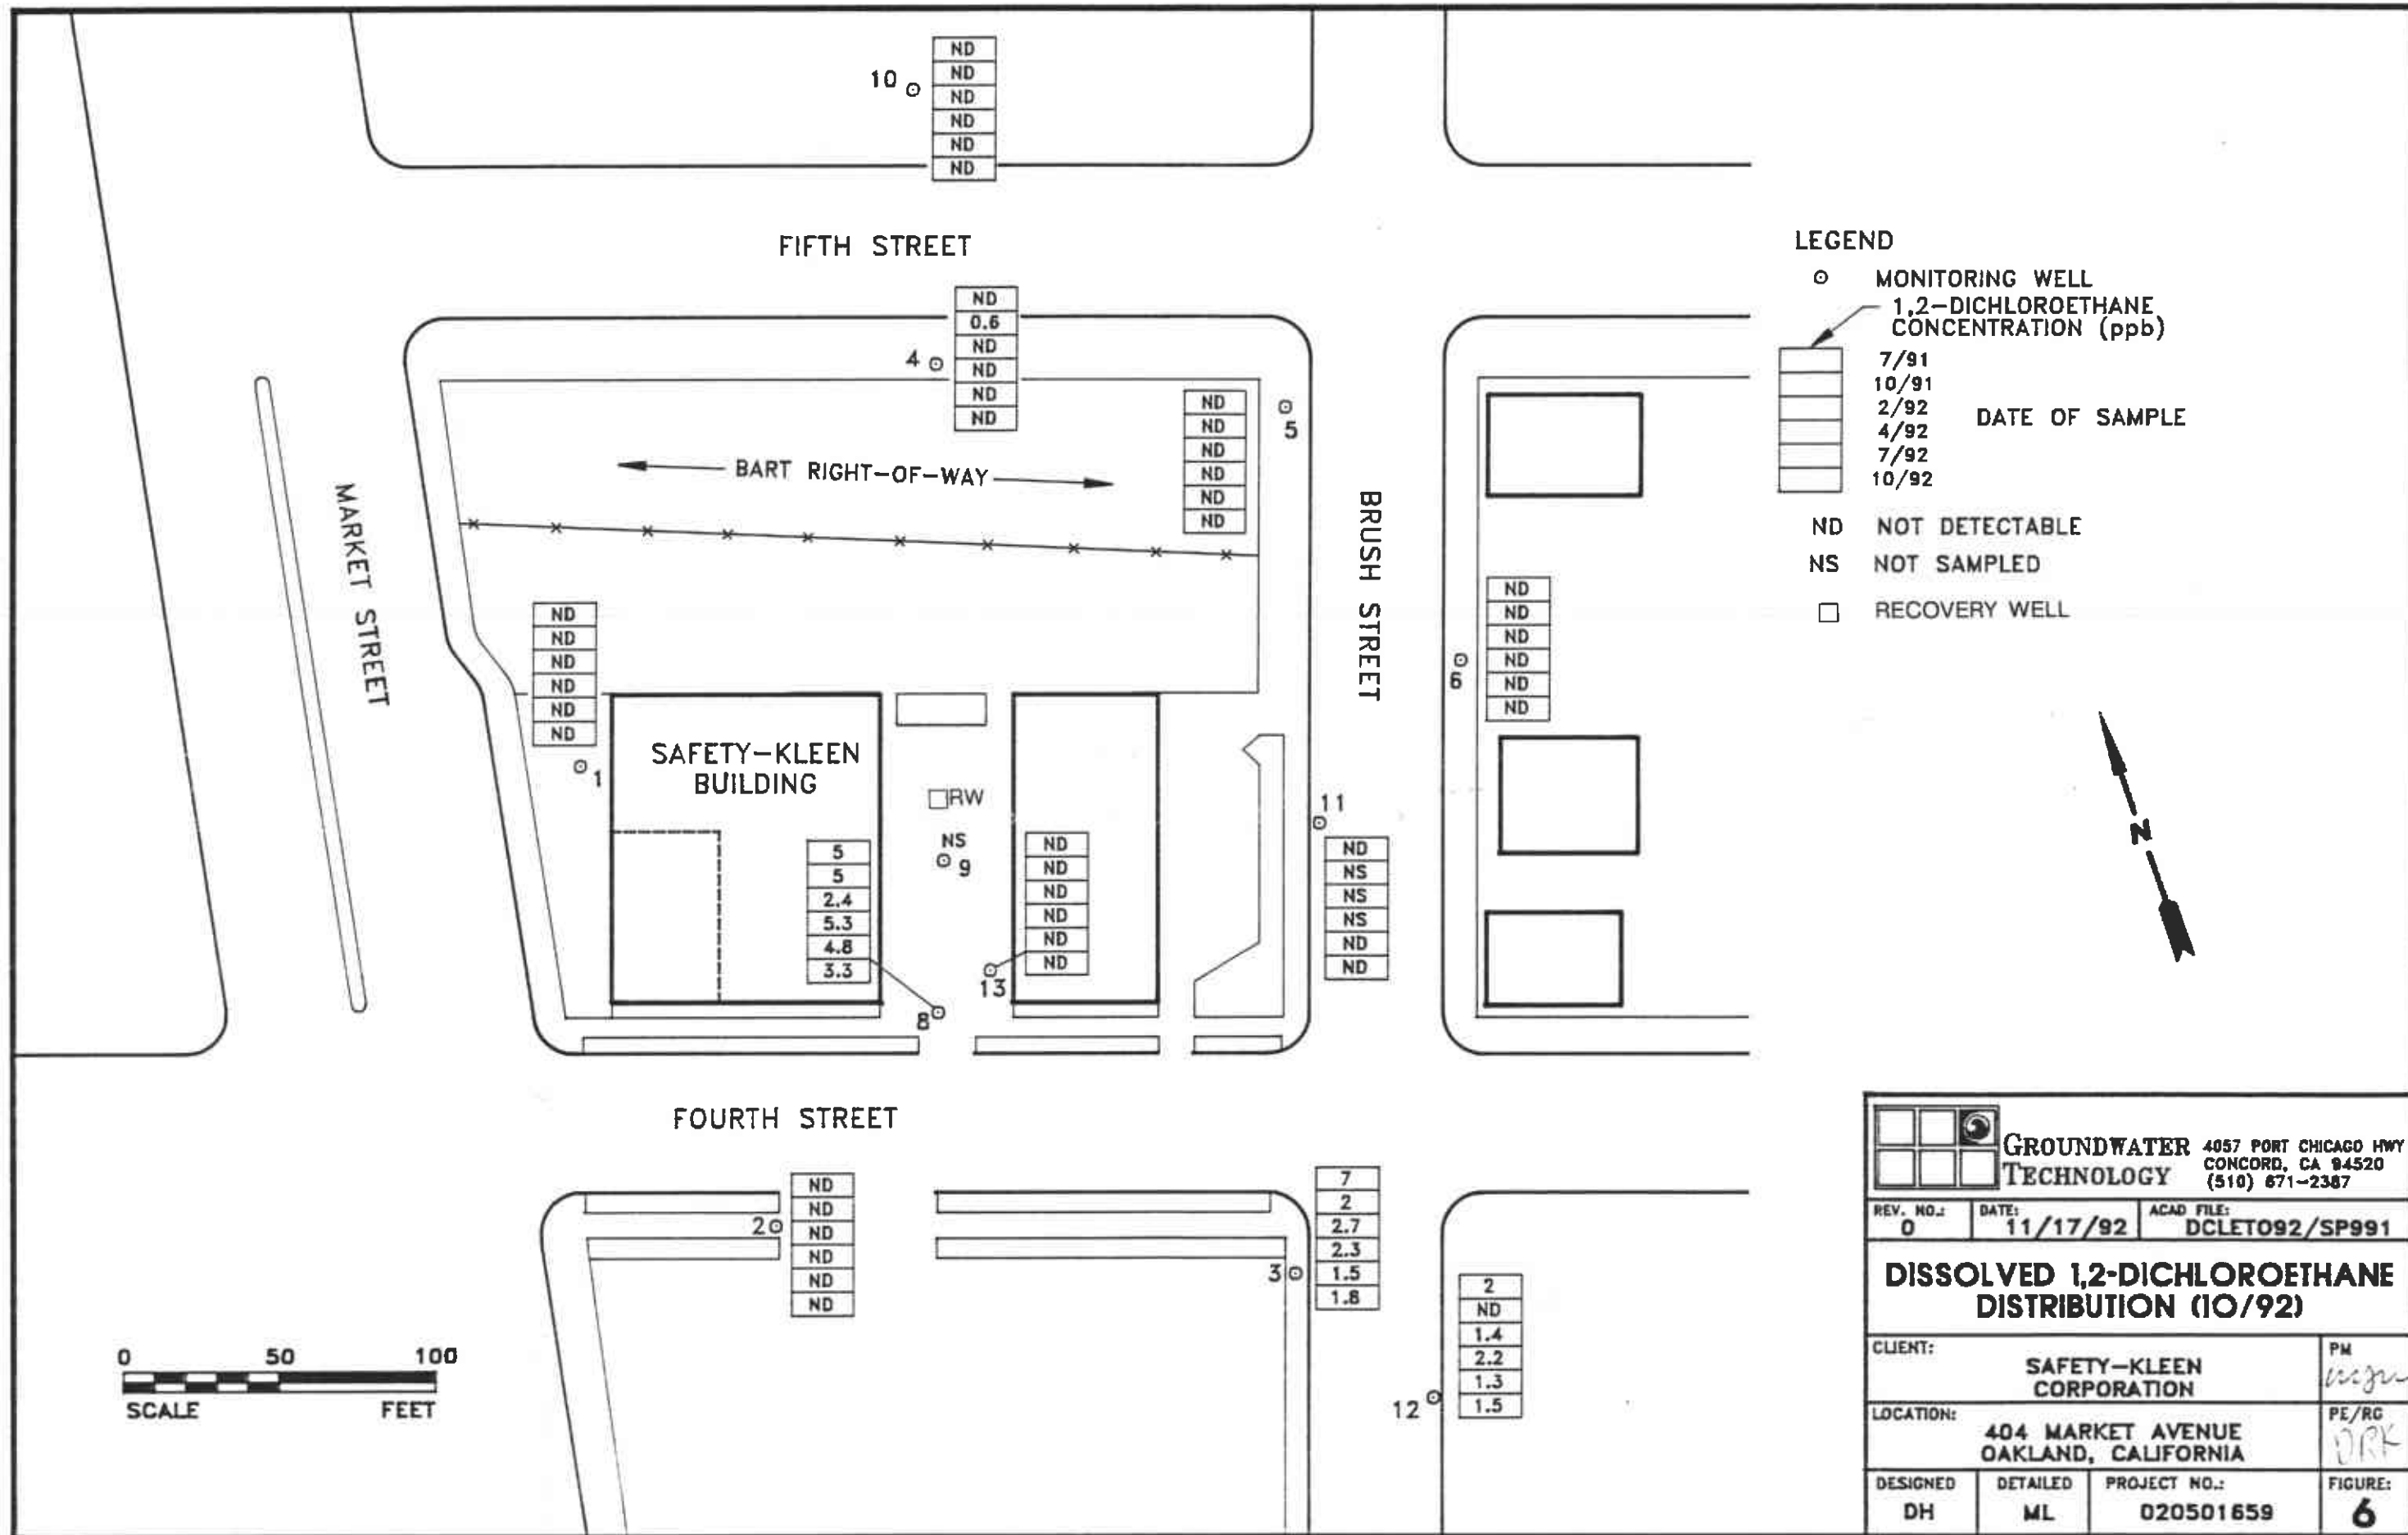 10
ND
ND
ND
ND
ND
ND
FIFTH STREET
4
ND
0.6
ND
ND
ND
ND
ND
ND
ND
ND
ND
ND
5
BART RIGHT-OF-WAY
MARKET STREET
BRUSH STREET
ND
ND
ND
ND
ND
ND
1
SAFETY-KLEEN
BUILDING
RW
NS
9
5
5
2.4
5.3
4.8
3.3
8
ND
ND
ND
ND
ND
ND
13
11
ND
NS
NS
NS
ND
ND
6
ND
ND
ND
ND
ND
ND
LEGEND
MONITORING WELL
1,2-DICHLOROETHANE
CONCENTRATION (ppb)
7/91
10/91
2/92
4/92
7/92
10/92
DATE OF SAMPLE
ND NOT DETECTABLE
NS NOT SAMPLED
RECOVERY WELL
N
FOURTH STREET
2
ND
ND
ND
ND
ND
ND
3
7
2
2.7
2.3
1.5
1.8
12
2
ND
1.4
2.2
1.3
1.5
0 50 100
SCALE FEET
GROUNDWATER
TECHNOLOGY
4057 PORT CHICAGO HWY
CONCORD, CA 94520
(510) 671-2387
REV. NO.: 0
DATE: 11/17/92
ACAD FILE: DCLETO92/SP991
DISSOLVED 1,2-DICHLOROETHANE
DISTRIBUTION (10/92)
CLIENT:
SAFETY-KLEEN
CORPORATION
PM
LOCATION:
404 MARKET AVENUE
OAKLAND, CALIFORNIA
PE/RG
DRK
DESIGNED
DH
DETAILED
ML
PROJECT NO.:
020501659
FIGURE:
6